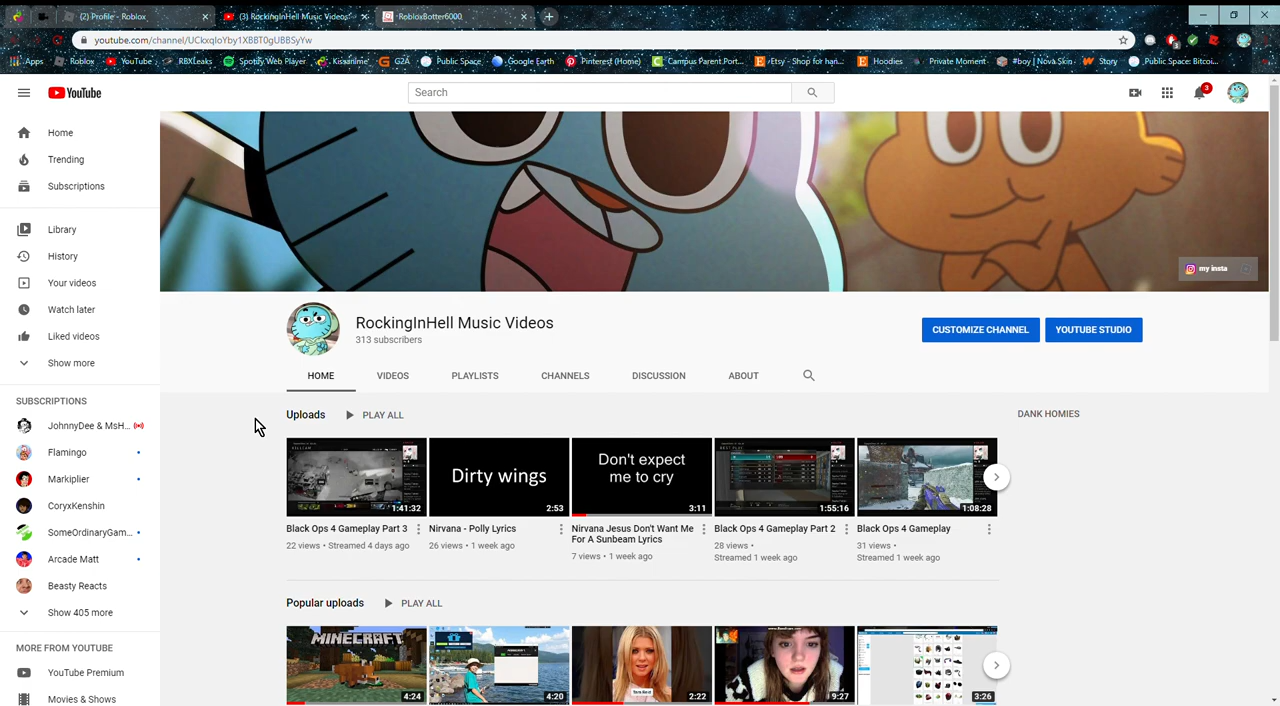 (2) Profile - Roblox
(3) RockingInHell Music Videos
RobloxBotter6000
youtube.com/channel/UCkxqIoYby1XBBT0gUBBSyYw
Apps
Roblox
YouTube
RBXLeaks
Spotify Web Player
Kissanime
G2A
Public Space
Google Earth
Pinterest (Home)
Campus Parent Port...
Etsy - Shop for han...
Hoodies
Private Moment
#boy | Nova Skin
Story
Public Space: Bitcoi...
YouTube
Search
3
Home
Trending
Subscriptions
Library
History
Your videos
Watch later
Liked videos
Show more
SUBSCRIPTIONS
JohnnyDee & MsH...
Flamingo
Markiplier
CoryxKenshin
SomeOrdinaryGam...
Arcade Matt
Beasty Reacts
Show 405 more
MORE FROM YOUTUBE
YouTube Premium
Movies & Shows
my insta
RockingInHell Music Videos
313 subscribers
CUSTOMIZE CHANNEL
YOUTUBE STUDIO
HOME
VIDEOS
PLAYLISTS
CHANNELS
DISCUSSION
ABOUT
Uploads
PLAY ALL
DANK HOMIES
1:41:32
Dirty wings
2:53
Don't expect
me to cry
3:11
1:55:16
1:08:28
Black Ops 4 Gameplay Part 3
22 views • Streamed 4 days ago
Nirvana - Polly Lyrics
26 views • 1 week ago
Nirvana Jesus Don't Want Me
For A Sunbeam Lyrics
7 views • 1 week ago
Black Ops 4 Gameplay Part 2
28 views •
Streamed 1 week ago
Black Ops 4 Gameplay
31 views •
Streamed 1 week ago
Popular uploads
PLAY ALL
MINECRAFT
4:24
4:20
2:22
9:27
3:26